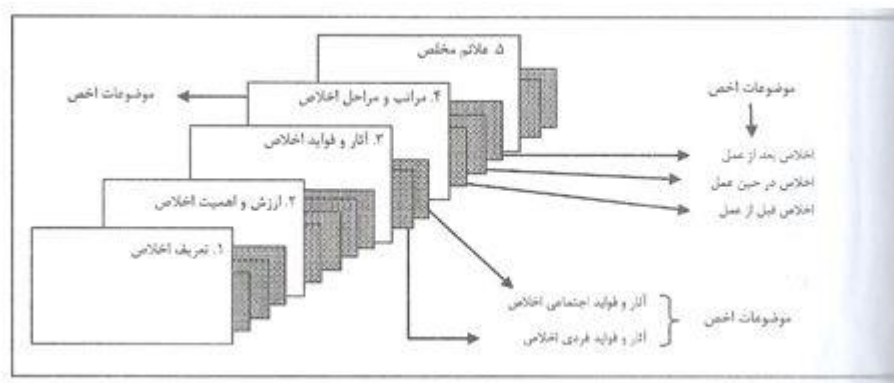 ۵. علائم مخلص
۴. مراتب و مراحل اخلاص
۳. آثار و فواید اخلاص
۲. ارزش و اهمیت اخلاص
۱. تعریف اخلاص
موضوعات اخص
موضوعات اخص
اخلاص بعد از عمل
اخلاص در حین عمل
اخلاص قبل از عمل
آثار و فواید اجتماعی اخلاص
آثار و فواید فردی اخلاص
موضوعات اخص